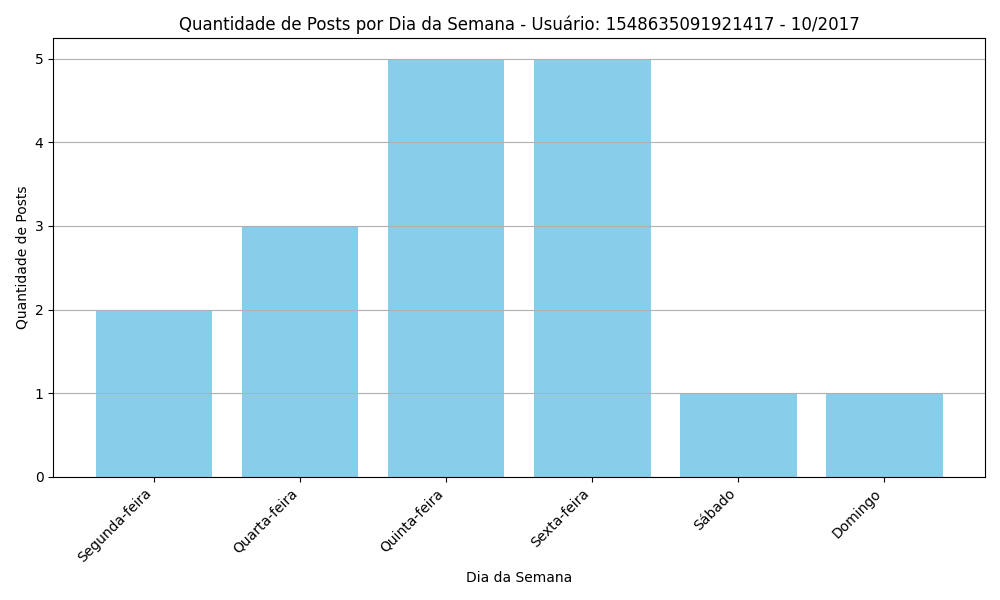 Quantidade de Posts por Dia da Semana - Usuário: 1548635091921417 - 10/2017
Quantidade de Posts
5
4
3
2
1
0
Segunda-feira
Quarta-feira
Quinta-feira
Sexta-feira
Sábado
Domingo
Dia da Semana